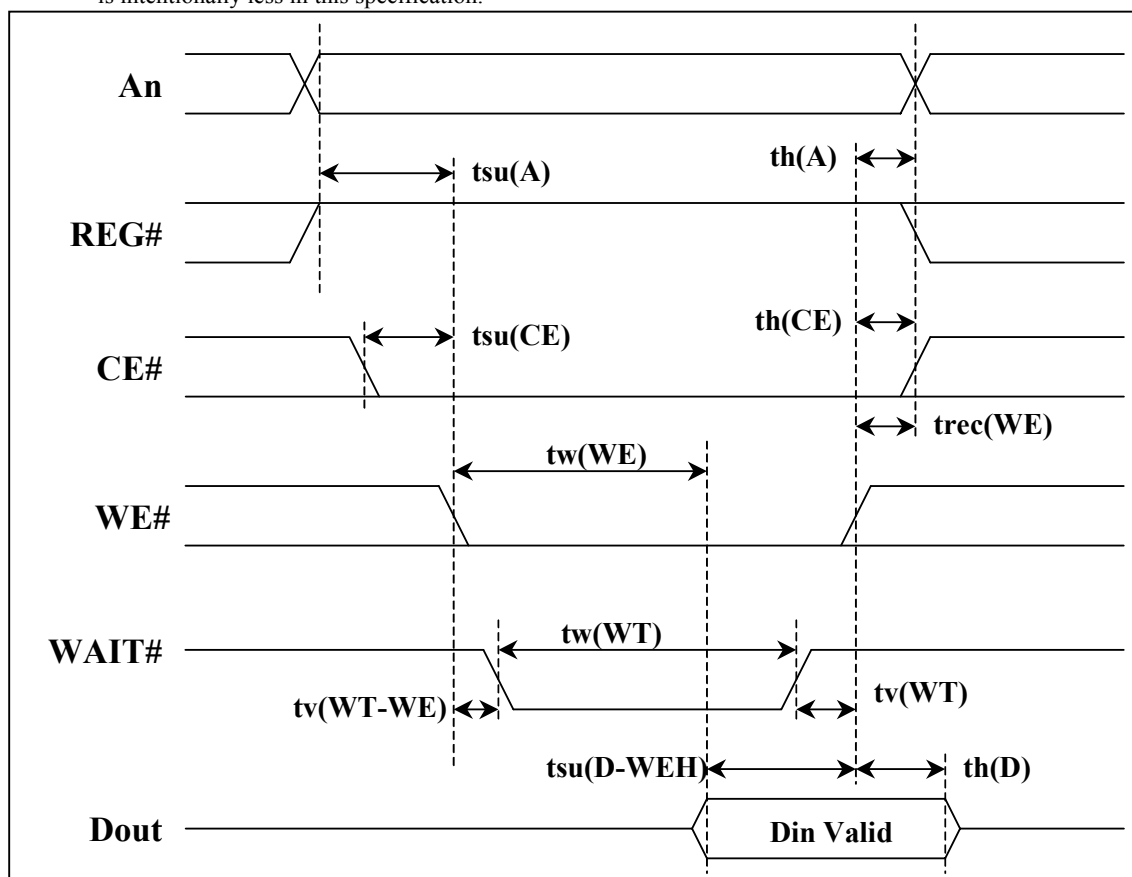 is intentionally less in this specification.
An
tsu(A)
th(A)
REG#
tsu(CE)
th(CE)
CE#
trec(WE)
tw(WE)
WE#
tw(WT)
WAIT#
tv(WT-WE)
tv(WT)
tsu(D-WEH)
th(D)
Dout
Din Valid